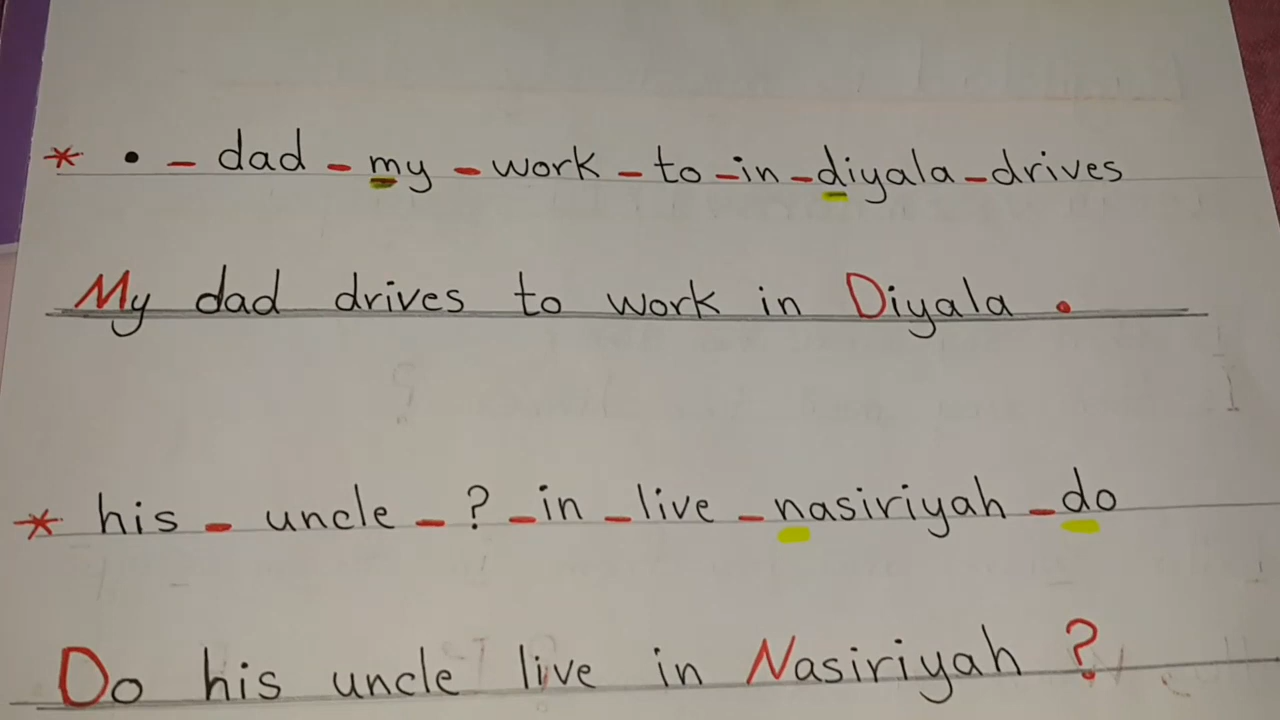 * • - dad - my - work - to - in - diyala - drives
My dad drives to work in Diyala .
* his - uncle - ? - in - live - nasiriyah - do
Do his uncle live in Nasiriyah ?